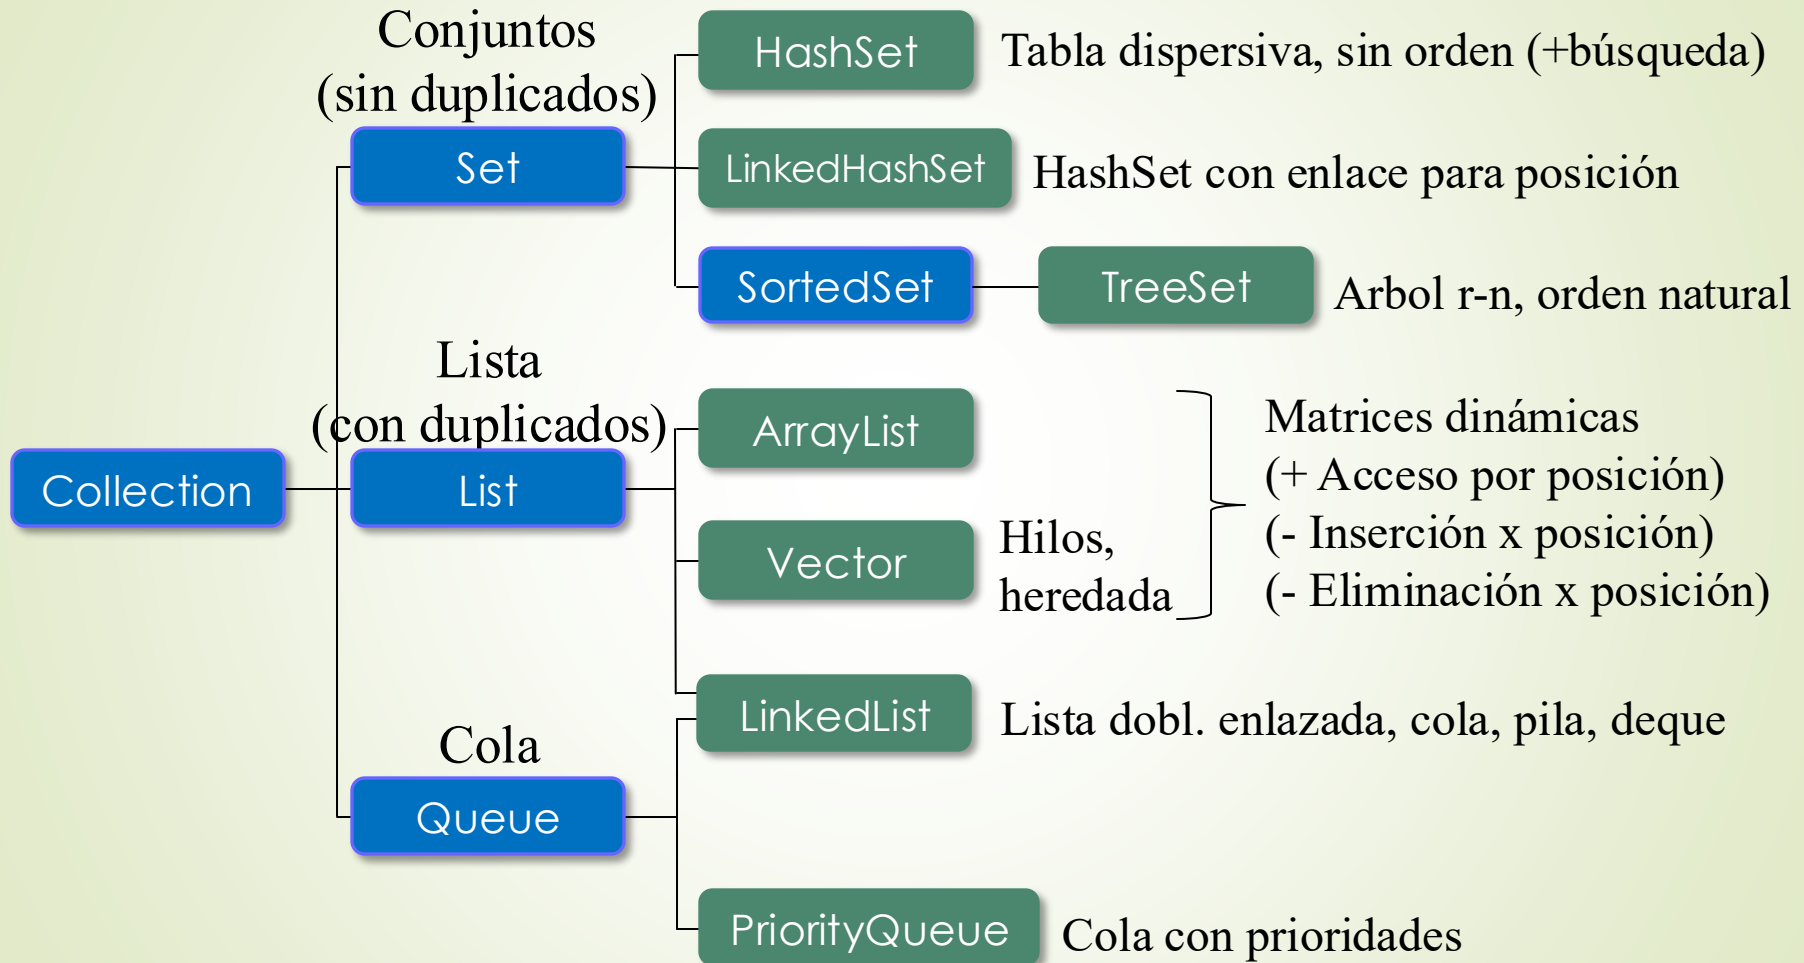 Conjuntos
(sin duplicados)
Set
HashSet
Tabla dispersiva, sin orden (+búsqueda)
LinkedHashSet
HashSet con enlace para posición
SortedSet
TreeSet
Arbol r-n, orden natural
Lista
(con duplicados)
Collection
List
ArrayList
Vector
Hilos,
heredada
Matrices dinámicas
(+ Acceso por posición)
(- Inserción x posición)
(- Eliminación x posición)
LinkedList
Lista dobl. enlazada, cola, pila, deque
Cola
Queue
PriorityQueue
Cola con prioridades